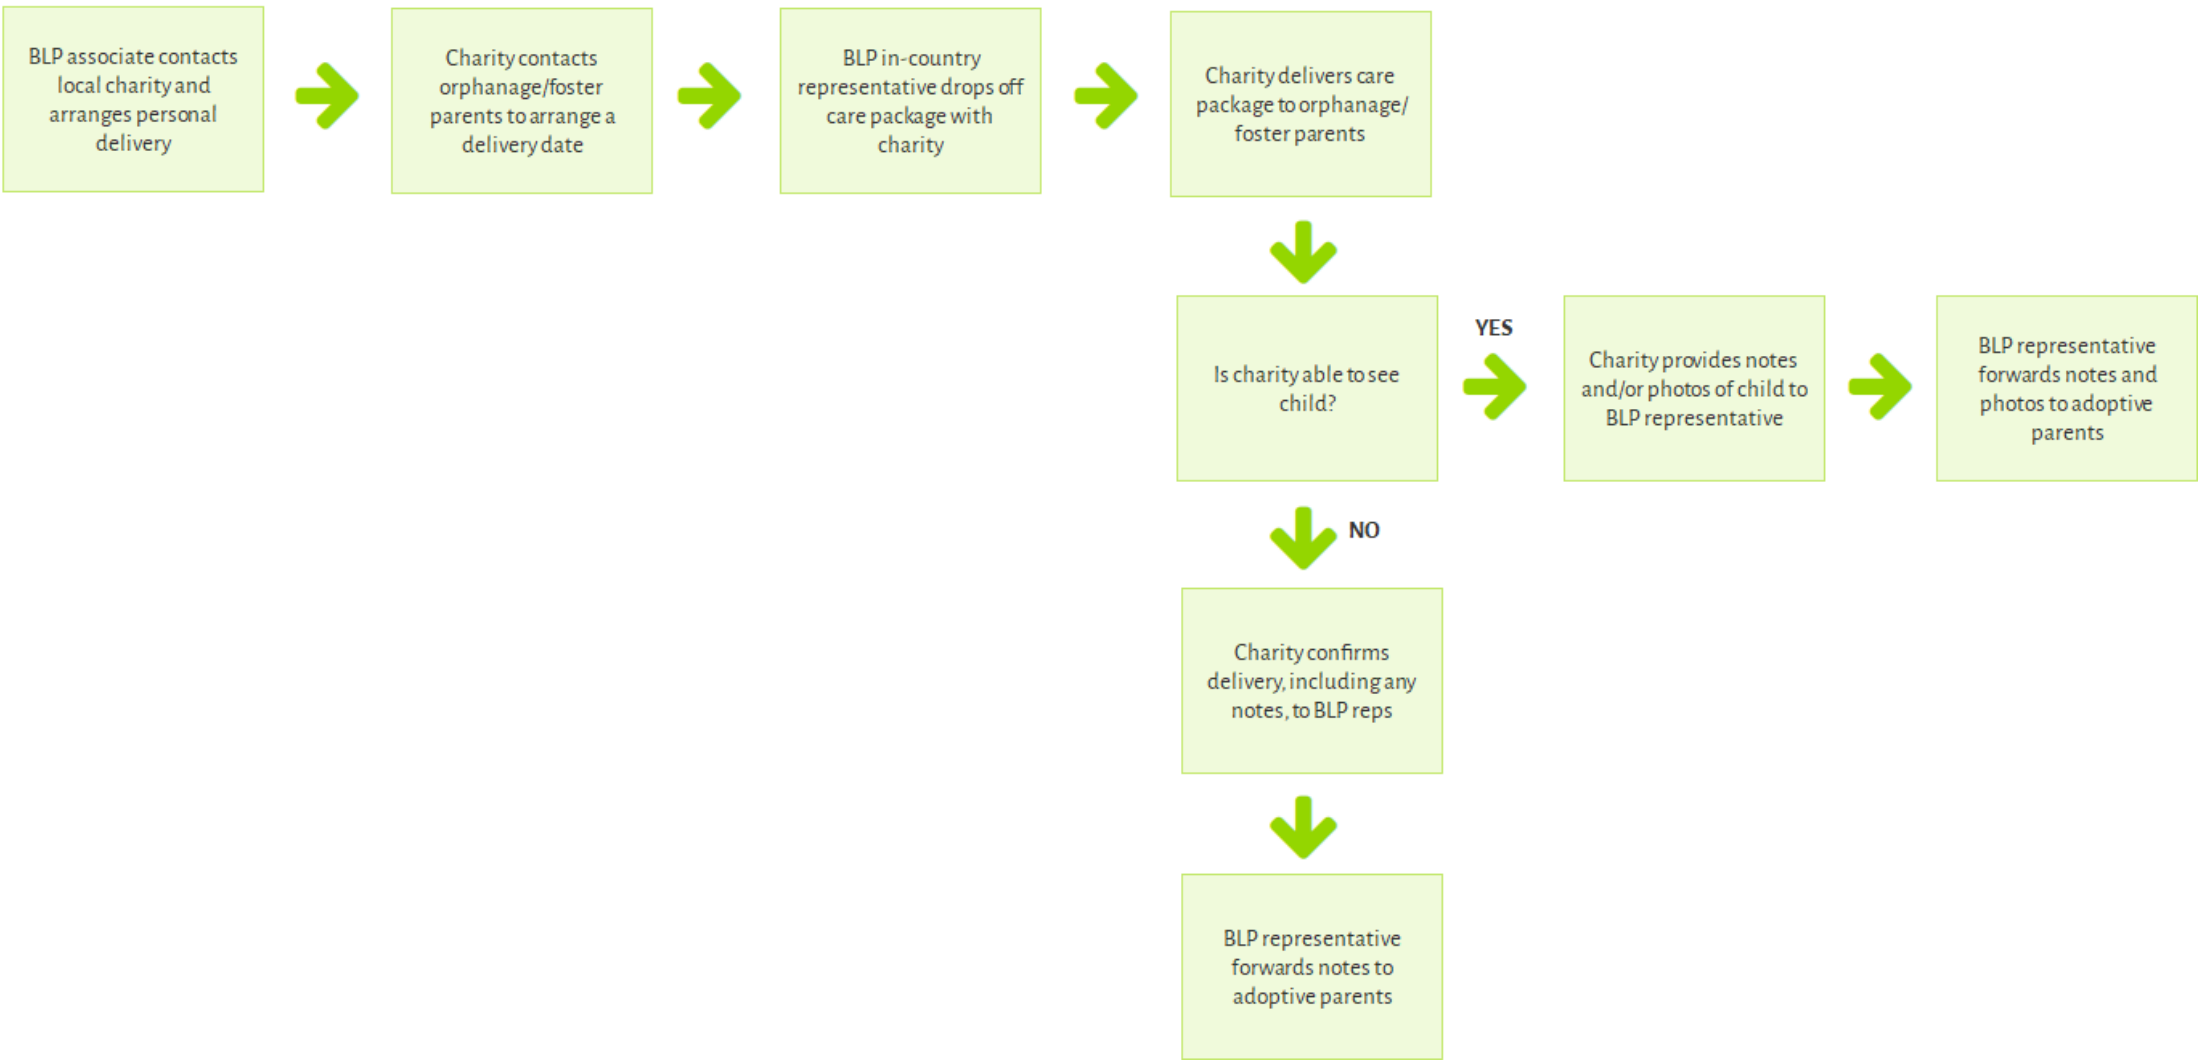 BLP associate contacts
local charity and
arranges personal
delivery
Charity contacts
orphanage/foster
parents to arrange a
delivery date
BLP in-country
representative drops off
care package with
charity
Charity delivers care
package to orphanage/
foster parents
Is charity able to see
child?
YES
Charity provides notes
and/or photos of child to
BLP representative
BLP representative
forwards notes and
photos to adoptive
parents
NO
Charity confirms
delivery, including any
notes, to BLP reps
BLP representative
forwards notes to
adoptive parents